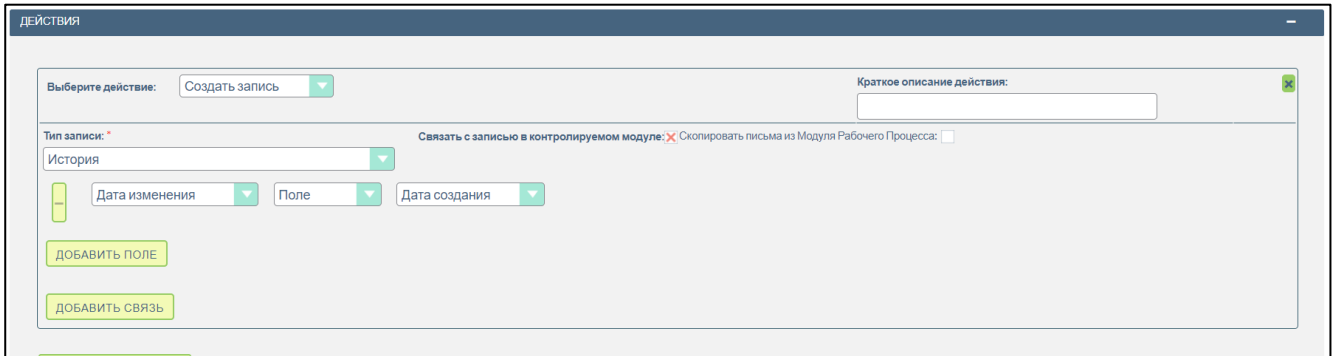 ДЕЙСТВИЯ
Выберите действие: Создать запись Краткое описание действия:
Тип записи: * Связать с записью в контролируемом модуле: Скопировать письма из Модуля Рабочего Процесса:
История
Дата изменения Поле Дата создания
ДОБАВИТЬ ПОЛЕ
ДОБАВИТЬ СВЯЗЬ